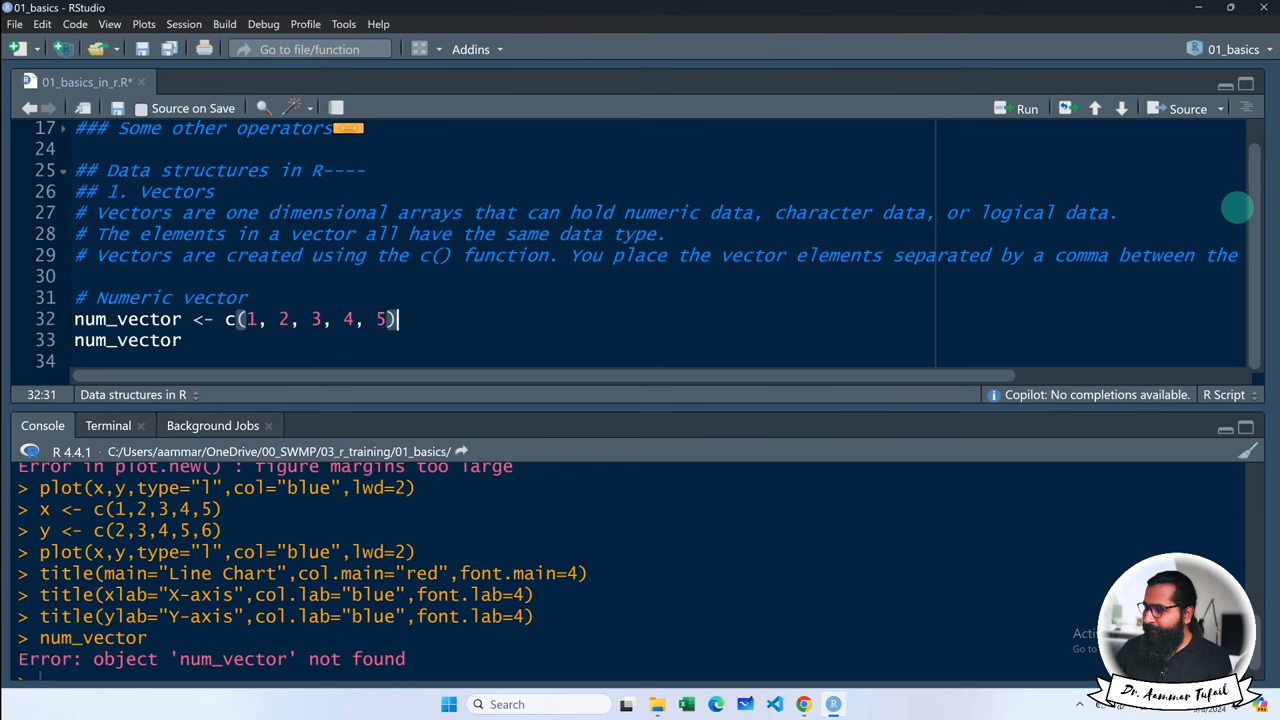 01_basics - RStudio
File Edit Code View Plots Session Build Debug Profile Tools Help
Go to file/function Addins 01_basics
01_basics_in_r.R*
Source on Save Run Source
17 ### Some other operators
24
25 ## Data structures in R----
26 ## 1. Vectors
27 # Vectors are one dimensional arrays that can hold numeric data, character data, or logical data.
28 # The elements in a vector all have the same data type.
29 # Vectors are created using the c() function. You place the vector elements separated by a comma between the
30
31 # Numeric vector
32 num_vector <- c(1, 2, 3, 4, 5)
33 num_vector
34
32:31 Data structures in R Copilot: No completions available. R Script
Console Terminal Background Jobs
R 4.4.1 · C:/Users/aammar/OneDrive/00_SWMP/03_r_training/01_basics/
Error in plot.new() : figure margins too large
> plot(x,y,type="l",col="blue",lwd=2)
> x <- c(1,2,3,4,5)
> y <- c(2,3,4,5,6)
> plot(x,y,type="l",col="blue",lwd=2)
> title(main="Line Chart",col.main="red",font.main=4)
> title(xlab="X-axis",col.lab="blue",font.lab=4)
> title(ylab="Y-axis",col.lab="blue",font.lab=4)
> num_vector
Error: object 'num_vector' not found
>
Dr. Aammar Tufail
Search